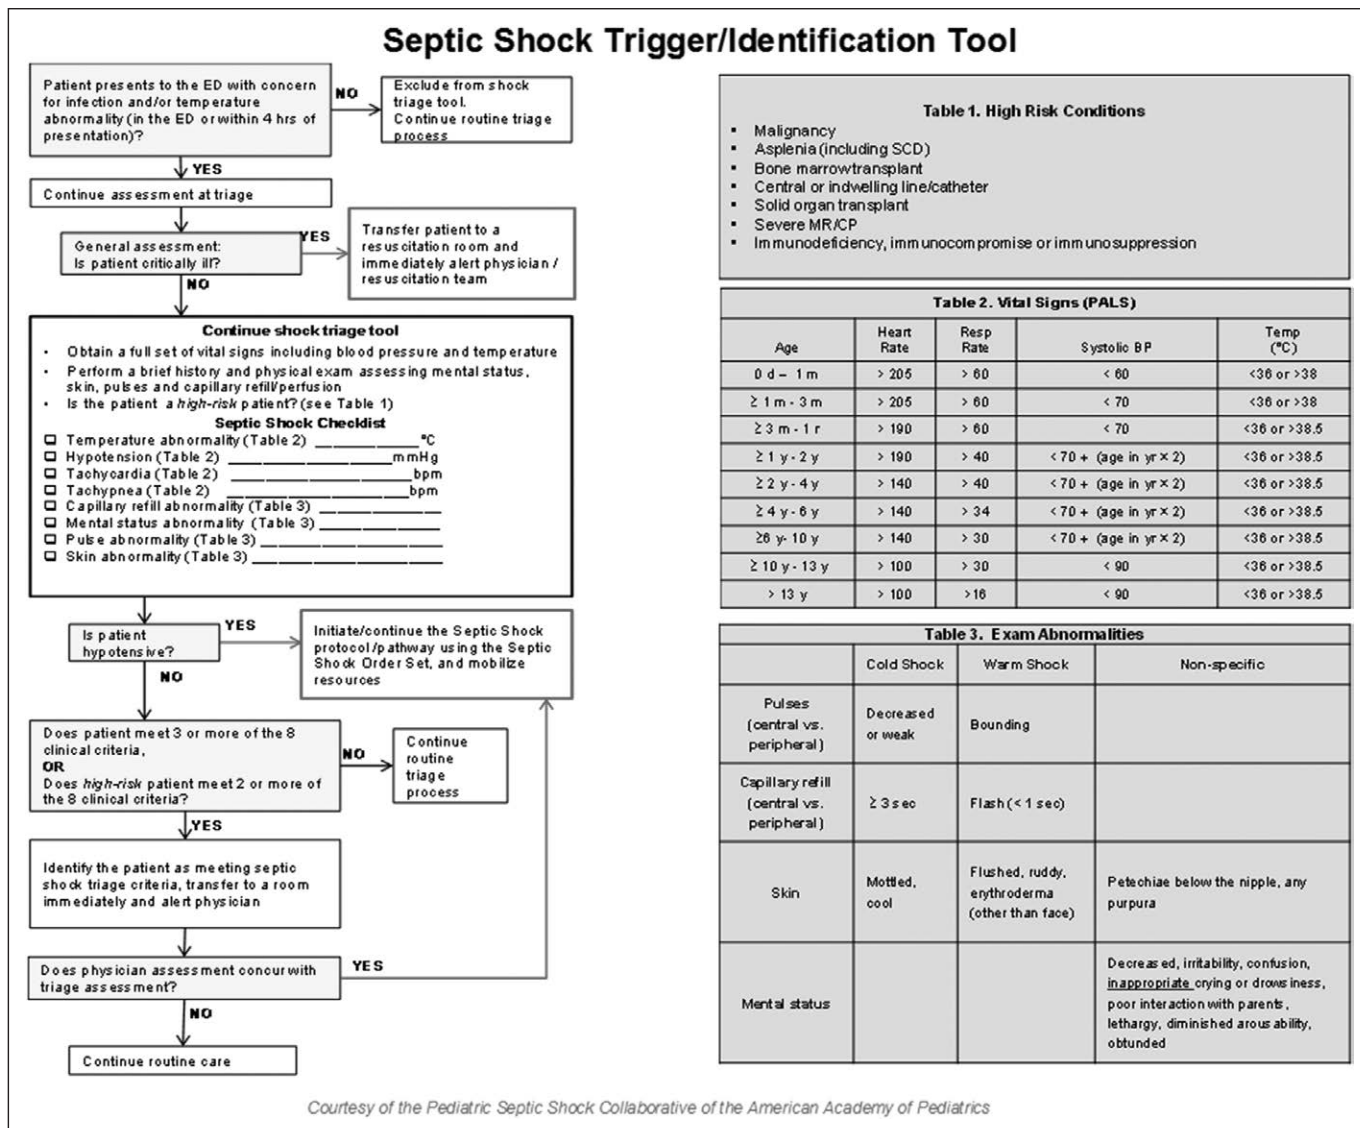 Septic Shock Trigger/Identification Tool
Patient presents to the ED with concern
for infection and/or temperature
abnormality (in the ED or within 4 hrs of
presentation)?
NO
Exclude from shock
triage tool.
Continue routine triage
process
YES
Continue assessment at triage
General assessment:
Is patient critically ill?
YES
Transfer patient to a
resuscitation room and
immediately alert physician /
resuscitation team
NO
Continue shock triage tool
• Obtain a full set of vital signs including blood pressure and temperature
• Perform a brief history and physical exam assessing mental status,
skin, pulses and capillary refill/perfusion
• Is the patient a high-risk patient? (see Table 1)
Septic Shock Checklist
❑ Temperature abnormality (Table 2) ______________°C
❑ Hypotension (Table 2) ______________________mmHg
❑ Tachycardia (Table 2) ________________________bpm
❑ Tachypnea (Table 2) ________________________bpm
❑ Capillary refill abnormality (Table 3) ________________
❑ Mental status abnormality (Table 3) ________________
❑ Pulse abnormality (Table 3) ________________________
❑ Skin abnormality (Table 3) _________________________
Is patient
hypotensive?
YES
Initiate/continue the Septic Shock
protocol/pathway using the Septic
Shock Order Set, and mobilize
resources
NO
Does patient meet 3 or more of the 8
clinical criteria,
OR
Does high-risk patient meet 2 or more of
the 8 clinical criteria?
NO
Continue
routine
triage
process
YES
Identify the patient as meeting septic
shock triage criteria, transfer to a room
immediately and alert physician
Does physician assessment concur with
triage assessment?
YES
NO
Continue routine care
Table 1. High Risk Conditions
▪ Malignancy
▪ Asplenia (including SCD)
▪ Bone marrow transplant
▪ Central or indwelling line/catheter
▪ Solid organ transplant
▪ Severe MR/CP
▪ Immunodeficiency, immunocompromise or immunosuppression
Table 2. Vital Signs (PALS)
Age Heart Rate Resp Rate Systolic BP Temp (°C)
0 d – 1 m > 205 > 60 < 60 <36 or >38
≥ 1 m - 3 m > 205 > 60 < 70 <36 or >38
≥ 3 m - 1 r > 190 > 60 < 70 <36 or >38.5
≥ 1 y - 2 y > 190 > 40 < 70 + (age in yr × 2) <36 or >38.5
≥ 2 y - 4 y > 140 > 40 < 70 + (age in yr × 2) <36 or >38.5
≥ 4 y - 6 y > 140 > 34 < 70 + (age in yr × 2) <36 or >38.5
≥6 y- 10 y > 140 > 30 < 70 + (age in yr × 2) <36 or >38.5
≥ 10 y - 13 y > 100 > 30 < 90 <36 or >38.5
> 13 y > 100 >16 < 90 <36 or >38.5
Table 3. Exam Abnormalities
Cold Shock Warm Shock Non-specific
Pulses
(central vs.
peripheral)
Decreased
or weak
Bounding
Capillary refill
(central vs.
peripheral)
≥ 3 sec
Flash (< 1 sec)
Skin
Mottled,
cool
Flushed, ruddy,
erythroderma
(other than face)
Petechiae below the nipple, any
purpura
Mental status
Decreased, irritability, confusion,
inappropriate crying or drowsiness,
poor interaction with parents,
lethargy, diminished arousability,
obtunded
Courtesy of the Pediatric Septic Shock Collaborative of the American Academy of Pediatrics